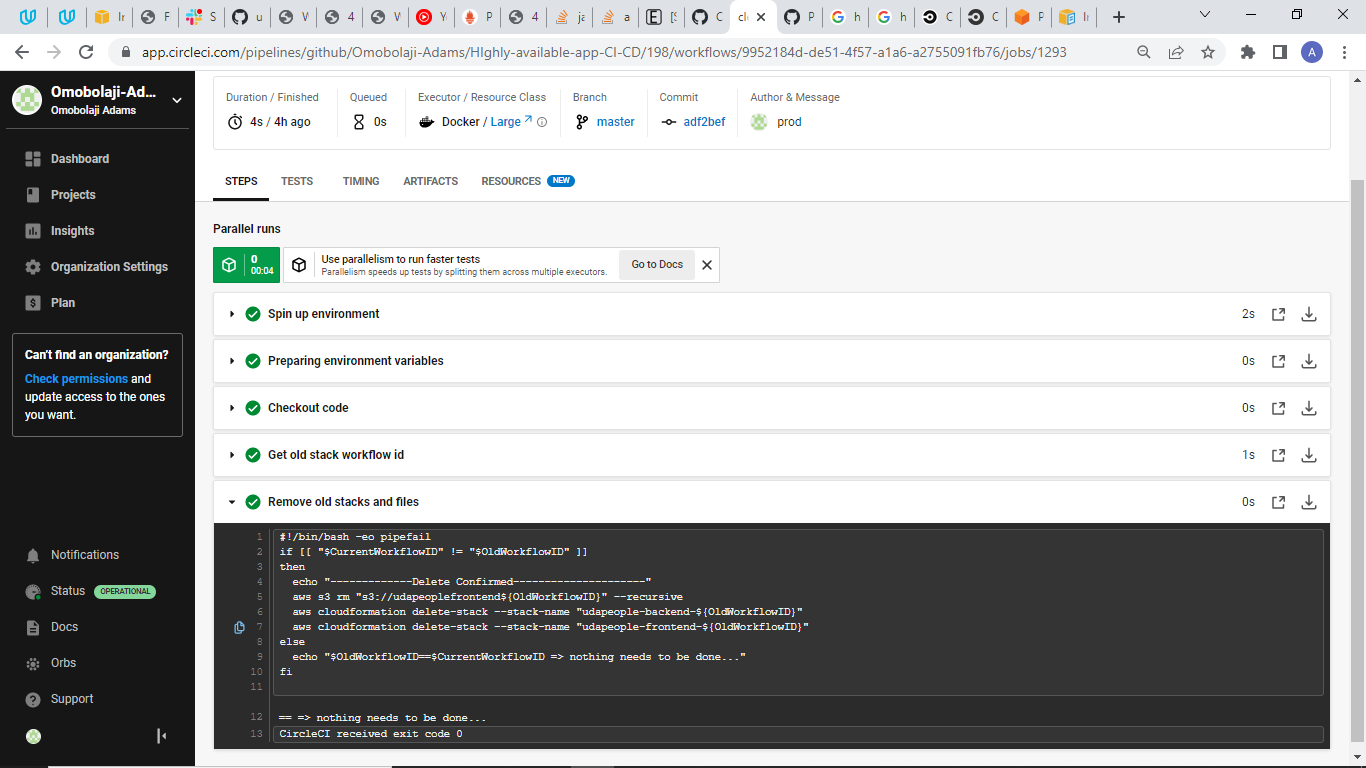 F
S
u
W
4
W
Y
P
4
ja
a
[S
C
ci
P
h
h
C
C
P
Ir
app.circleci.com/pipelines/github/Omobolaji-Adams/HIghly-available-app-CI-CD/198/workflows/9952184d-de51-4f57-a1a6-a2755091fb76/jobs/1293
A
Omobolaji-Ad...
Omobolaji Adams
Dashboard
Projects
Insights
Organization Settings
Plan
Can't find an organization?
Check permissions and
update access to the ones
you want.
Notifications
Status OPERATIONAL
Docs
Orbs
Support
Duration / Finished
4s / 4h ago
Queued
0s
Executor / Resource Class
Docker / Large
Branch
master
Commit
adf2bef
Author & Message
prod
STEPS TESTS TIMING ARTIFACTS RESOURCES NEW
Parallel runs
0
00:04
Use parallelism to run faster tests
Parallelism speeds up tests by splitting them across multiple executors.
Go to Docs
Spin up environment 2s
Preparing environment variables 0s
Checkout code 0s
Get old stack workflow id 1s
Remove old stacks and files 0s
1 #!/bin/bash -eo pipefail
2 if [[ "$CurrentWorkflowID" != "$OldWorkflowID" ]]
3 then
4 echo "-------------Delete Confirmed---------------------"
5 aws s3 rm "s3://udapeoplefrontend${OldWorkflowID}" --recursive
6 aws cloudformation delete-stack --stack-name "udapeople-backend-${OldWorkflowID}"
7 aws cloudformation delete-stack --stack-name "udapeople-frontend-${OldWorkflowID}"
8 else
9 echo "$OldWorkflowID==$CurrentWorkflowID => nothing needs to be done..."
10 fi
11
12 == => nothing needs to be done...
13 CircleCI received exit code 0